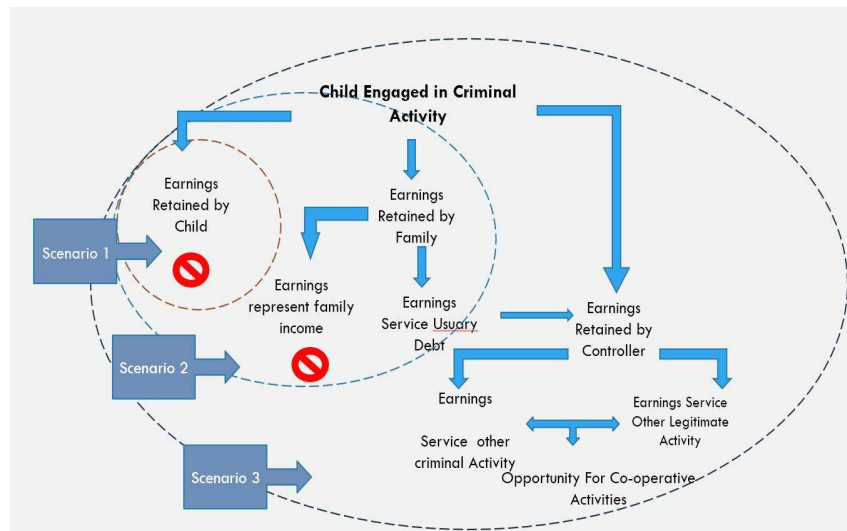 Child Engaged in Criminal
Activity
Earnings
Retained by
Child
Earnings
Retained by
Family
Scenario 1
Earnings
represent family
income
Earnings
Service Usuary
Debt
Earnings
Retained by
Controller
Scenario 2
Earnings
Earnings Service
Other Legitimate
Activity
Service other
criminal Activity
Scenario 3
Opportunity For Co-operative
Activities